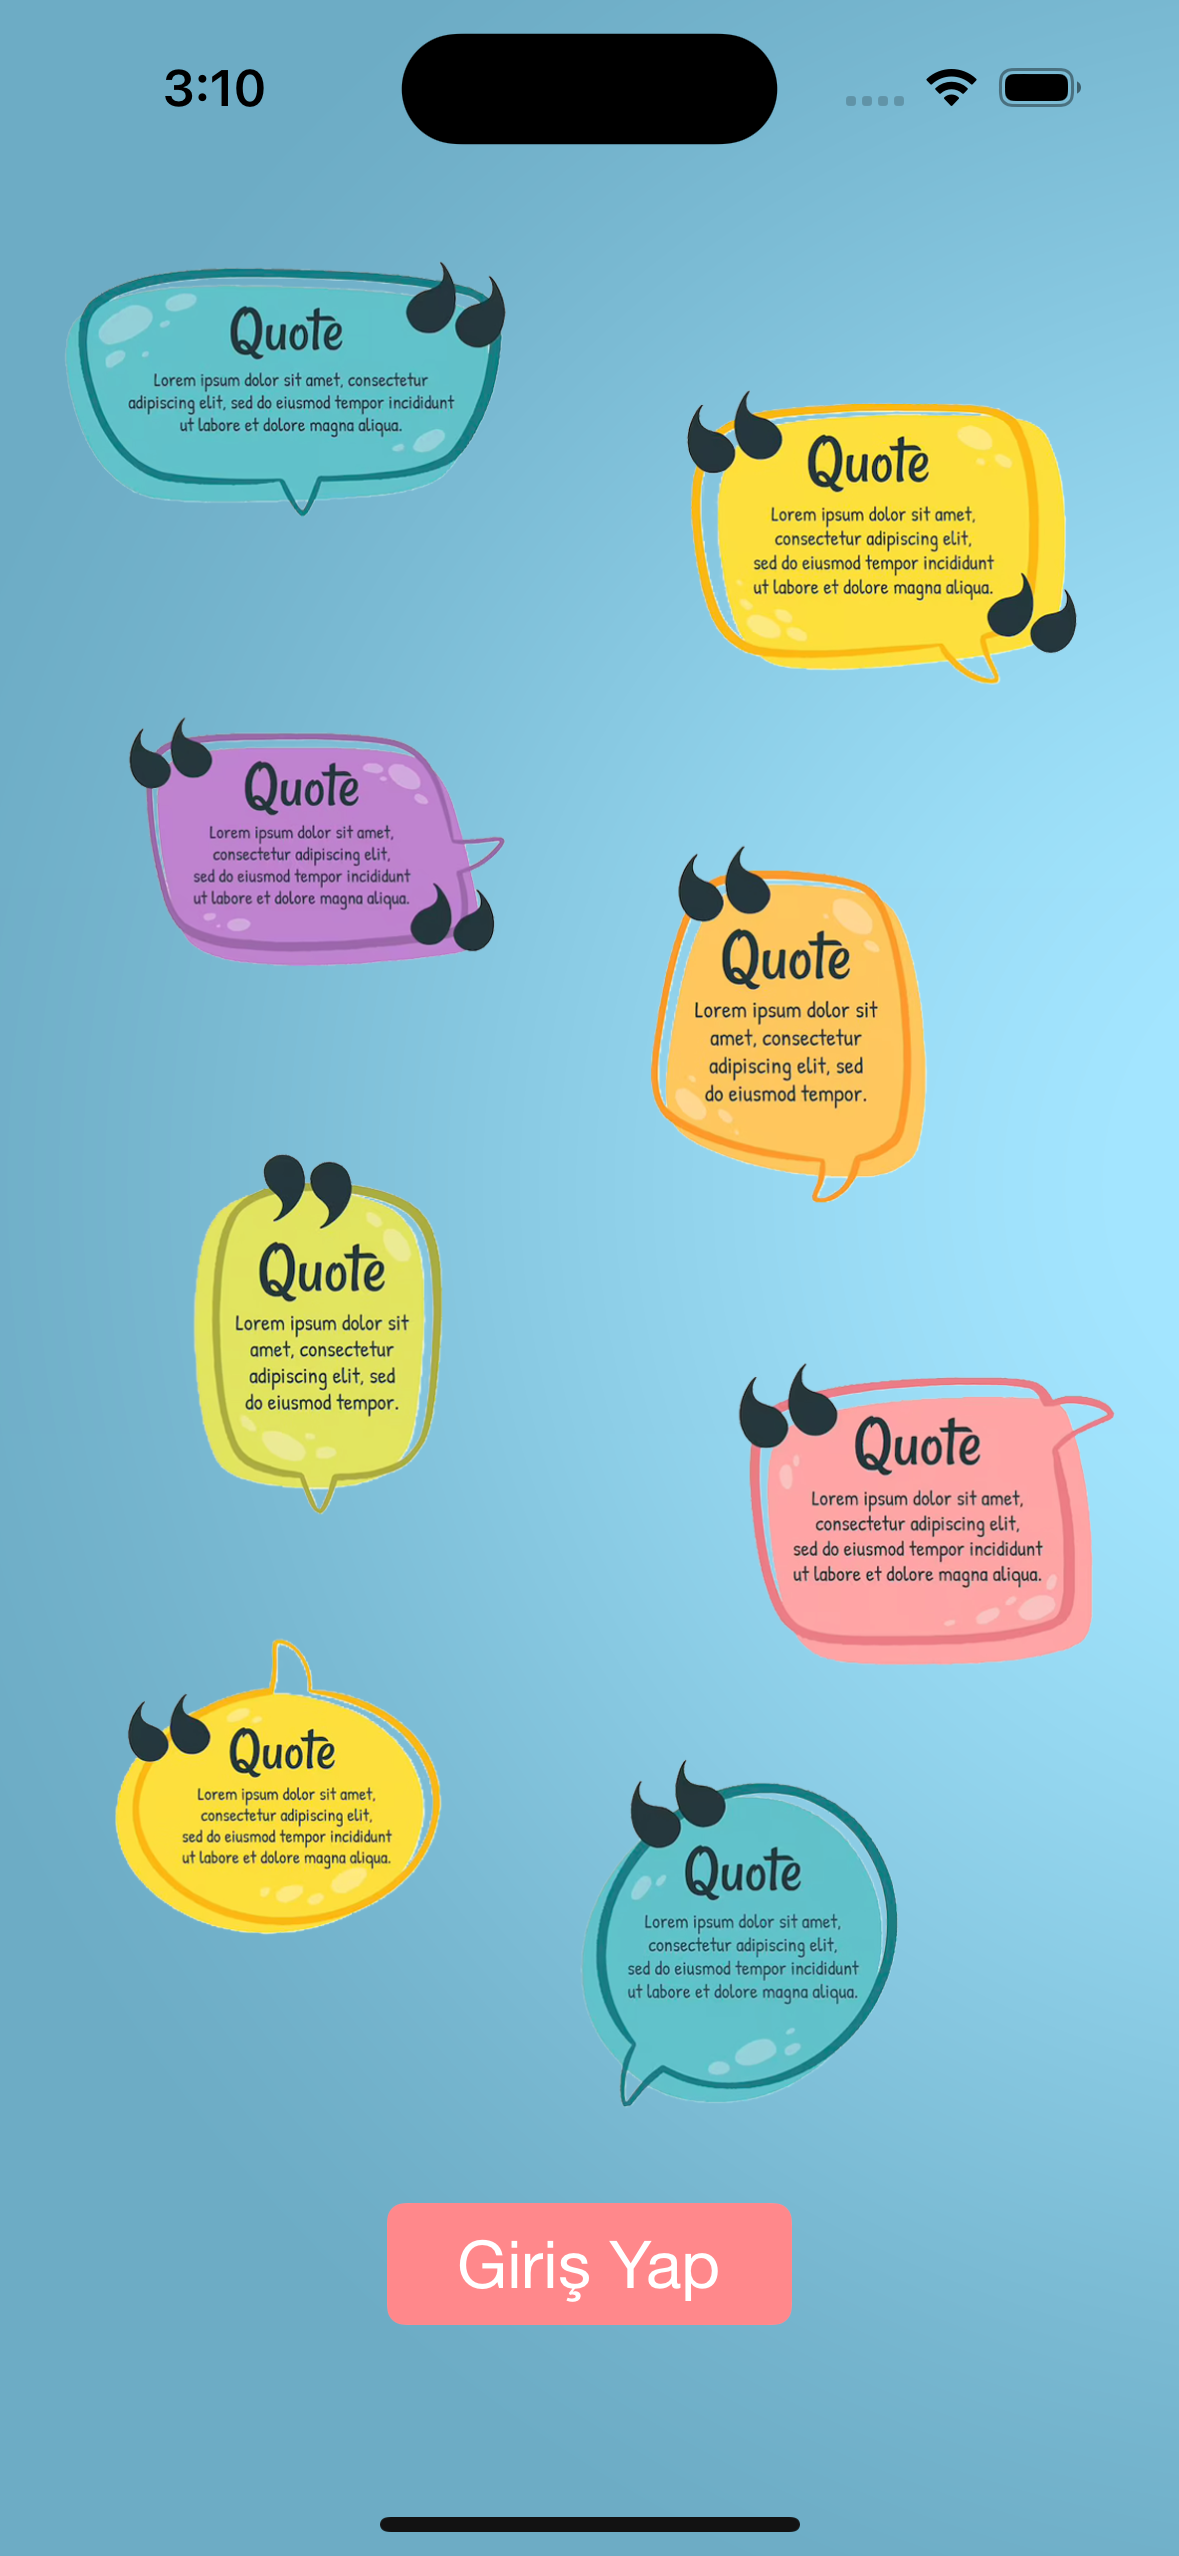 3:10
Quote
Lorem ipsum dolor sit amet, consectetur
adipiscing elit, sed do eiusmod tempor incididunt
ut labore et dolore magna aliqua.
Quote
Lorem ipsum dolor sit amet,
consectetur adipiscing elit,
sed do eiusmod tempor incididunt
ut labore et dolore magna aliqua.
Quote
Lorem ipsum dolor sit amet,
consectetur adipiscing elit,
sed do eiusmod tempor incididunt
ut labore et dolore magna aliqua.
Quote
Lorem ipsum dolor sit
amet, consectetur
adipiscing elit, sed
do eiusmod tempor.
Quote
Lorem ipsum dolor sit
amet, consectetur
adipiscing elit, sed
do eiusmod tempor.
Quote
Lorem ipsum dolor sit amet,
consectetur adipiscing elit,
sed do eiusmod tempor incididunt
ut labore et dolore magna aliqua.
Quote
Lorem ipsum dolor sit amet,
consectetur adipiscing elit,
sed do eiusmod tempor incididunt
ut labore et dolore magna aliqua.
Quote
Lorem ipsum dolor sit amet,
consectetur adipiscing elit,
sed do eiusmod tempor incididunt
ut labore et dolore magna aliqua.
Giriş Yap